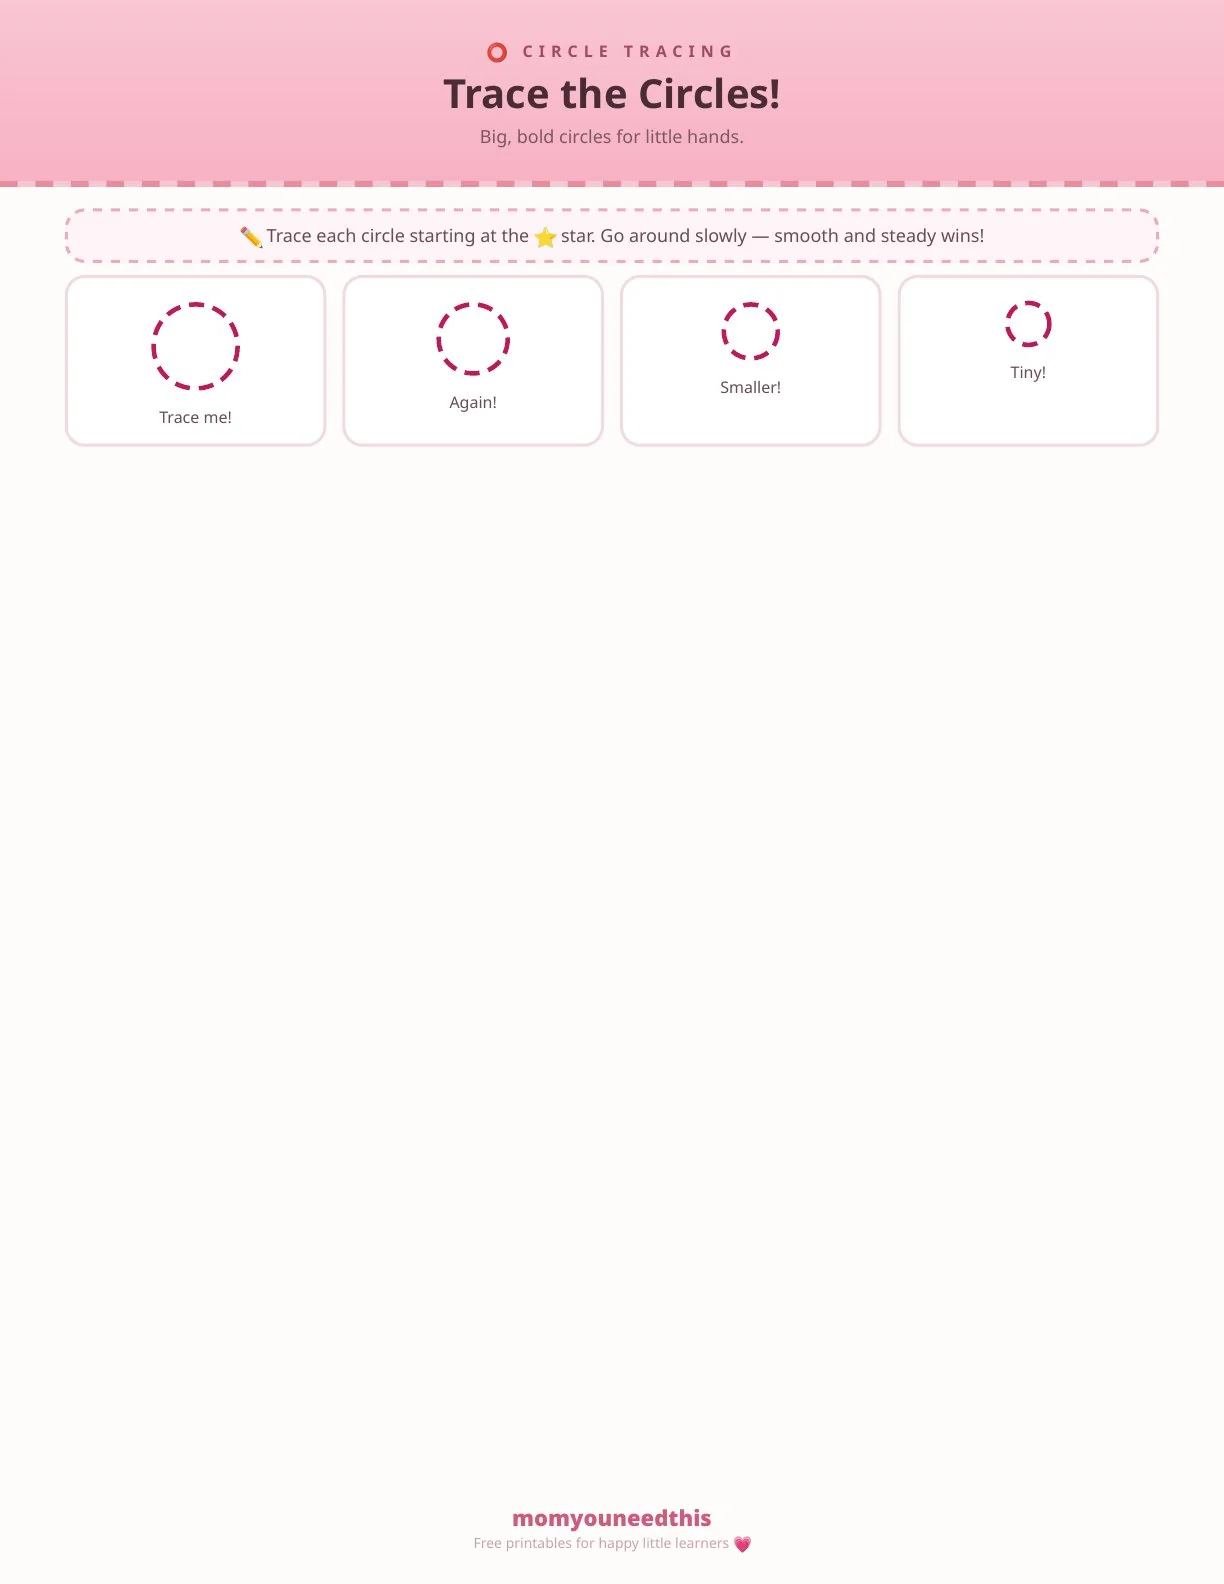 ⭕ CIRCLE TRACING
Trace the Circles!
Big, bold circles for little hands.
✏️ Trace each circle starting at the ⭐ star. Go around slowly — smooth and steady wins!
Trace me!
Again!
Smaller!
Tiny!
momyouneedthis
Free printables for happy little learners 💗